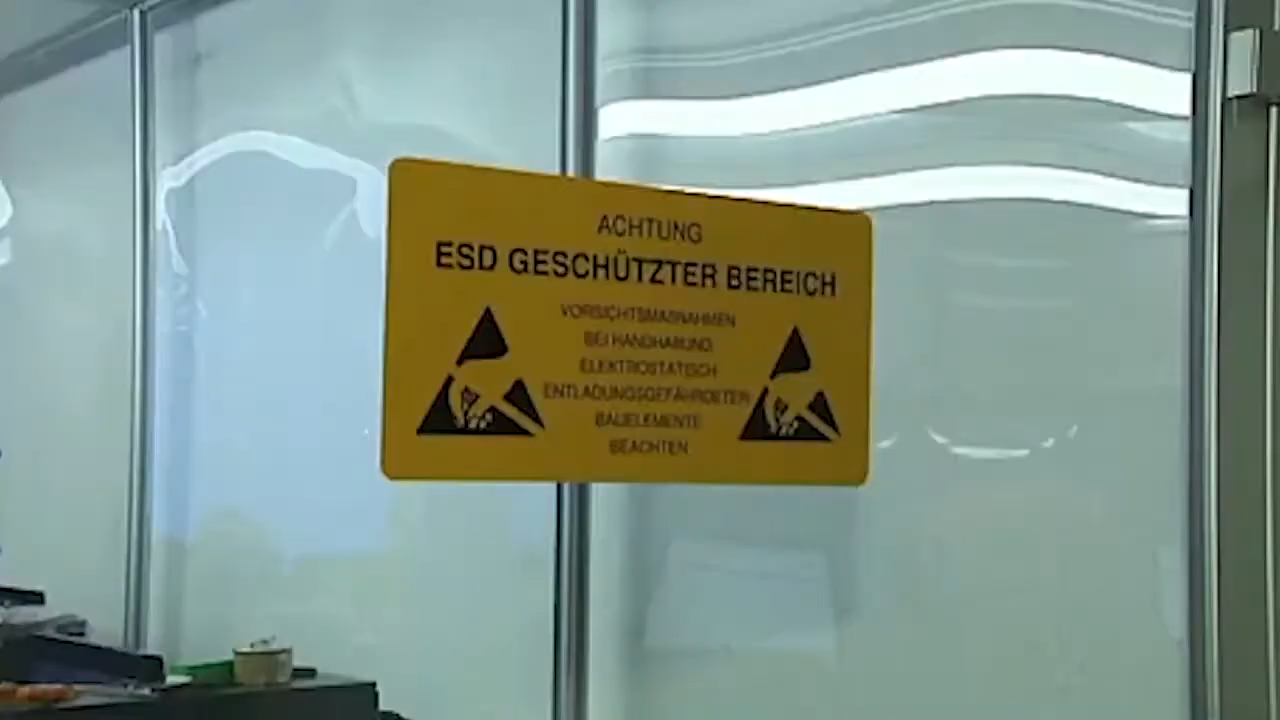 ACHTUNG
ESD GESCHÜTZTER BEREICH
VORSICHTSMAßNAHMEN
BEI HANDHABUNG
ELEKTROSTATISCH
ENTLADUNGSGEFÄHRDETER
BAUELEMENTE
BEACHTEN